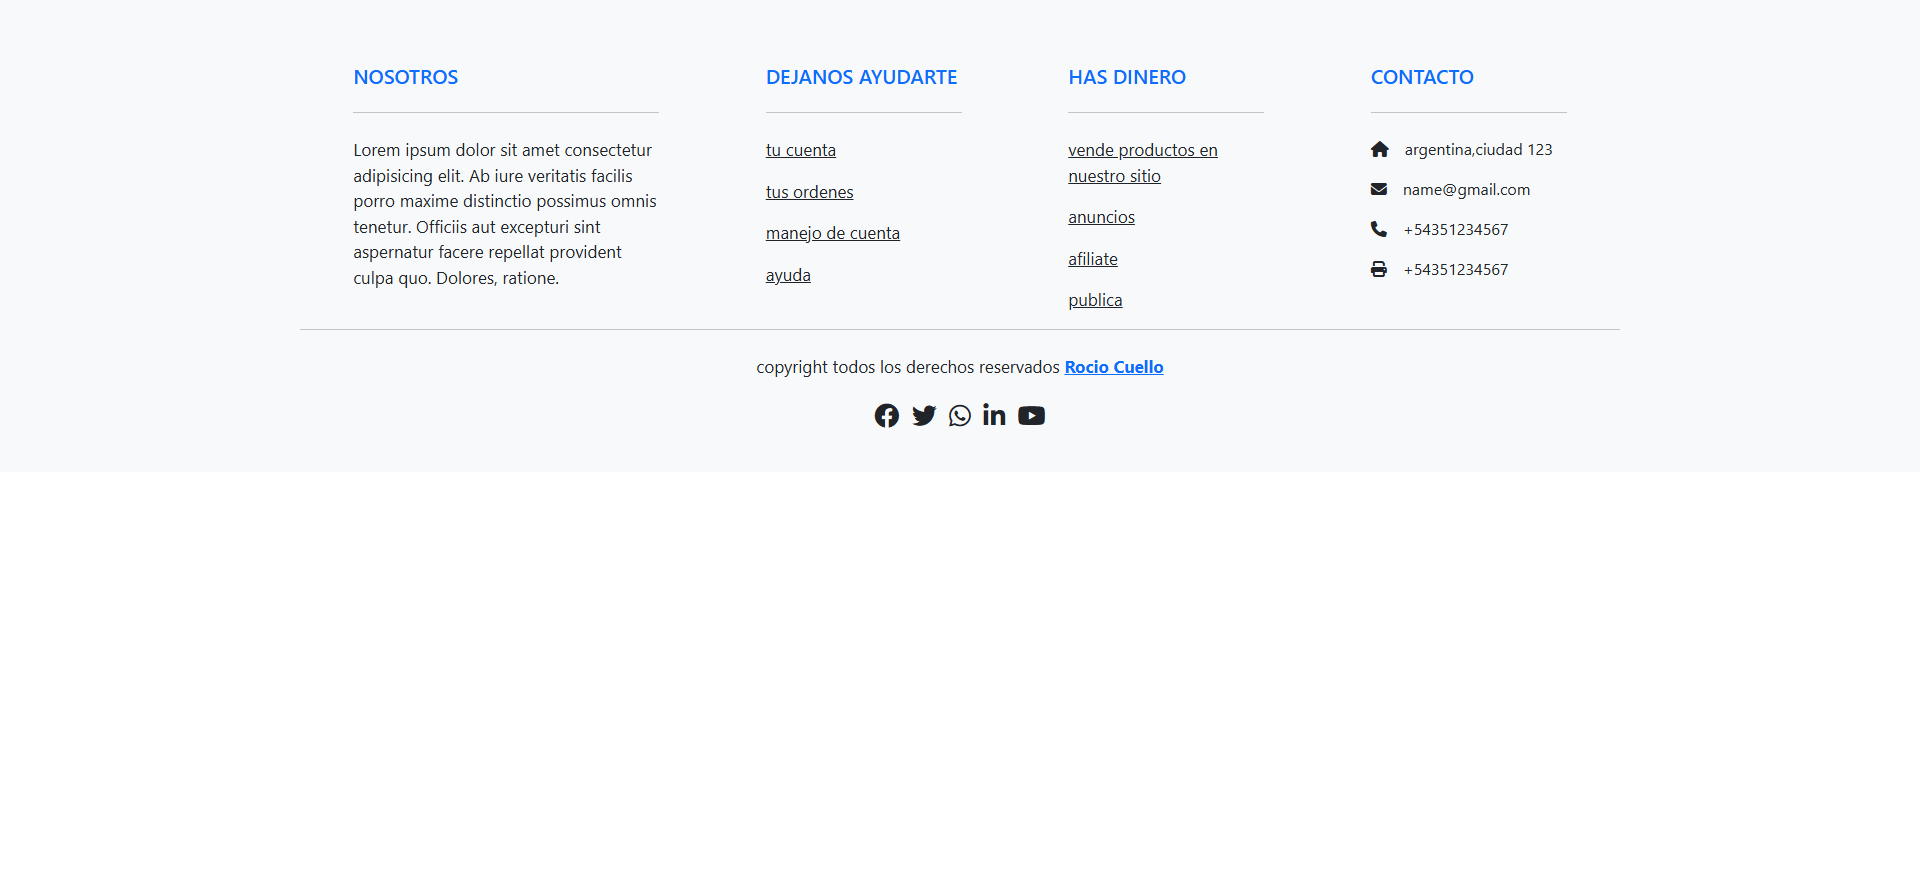 NOSOTROS
Lorem ipsum dolor sit amet consectetur
adipisicing elit. Ab iure veritatis facilis
porro maxime distinctio possimus omnis
tenetur. Officiis aut excepturi sint
aspernatur facere repellat provident
culpa quo. Dolores, ratione.
DEJANOS AYUDARTE
tu cuenta
tus ordenes
manejo de cuenta
ayuda
HAS DINERO
vende productos en
nuestro sitio
anuncios
afiliate
publica
CONTACTO
argentina,ciudad 123
name@gmail.com
+54351234567
+54351234567
copyright todos los derechos reservados Rocio Cuello